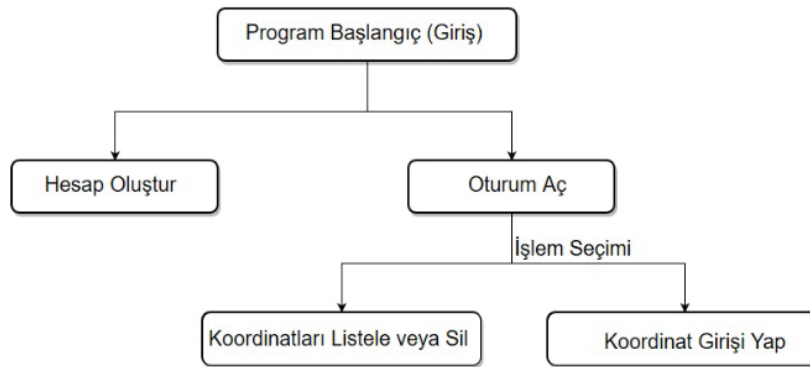 Program Başlangıç (Giriş)
Hesap Oluştur
Oturum Aç
İşlem Seçimi
Koordinatları Listele veya Sil
Koordinat Girişi Yap